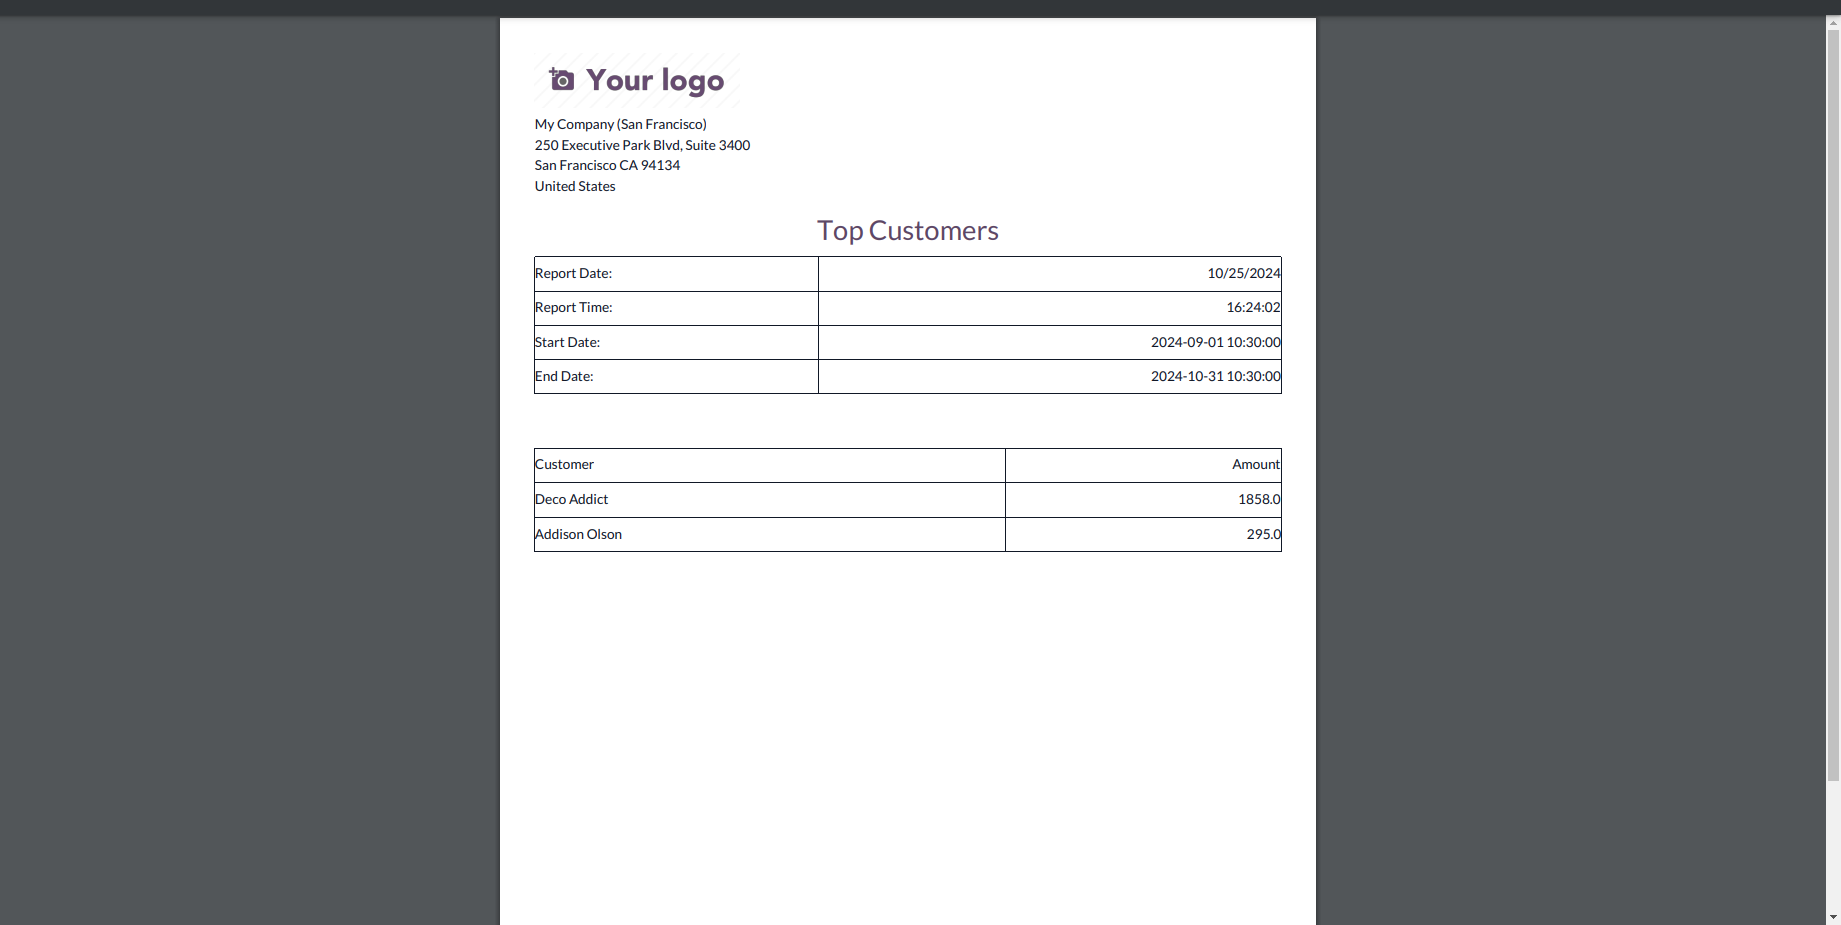 Your logo
My Company (San Francisco)
250 Executive Park Blvd, Suite 3400
San Francisco CA 94134
United States
Top Customers
Report Date: 10/25/2024
Report Time: 16:24:02
Start Date: 2024-09-01 10:30:00
End Date: 2024-10-31 10:30:00
Customer Amount
Deco Addict 1858.0
Addison Olson 295.0